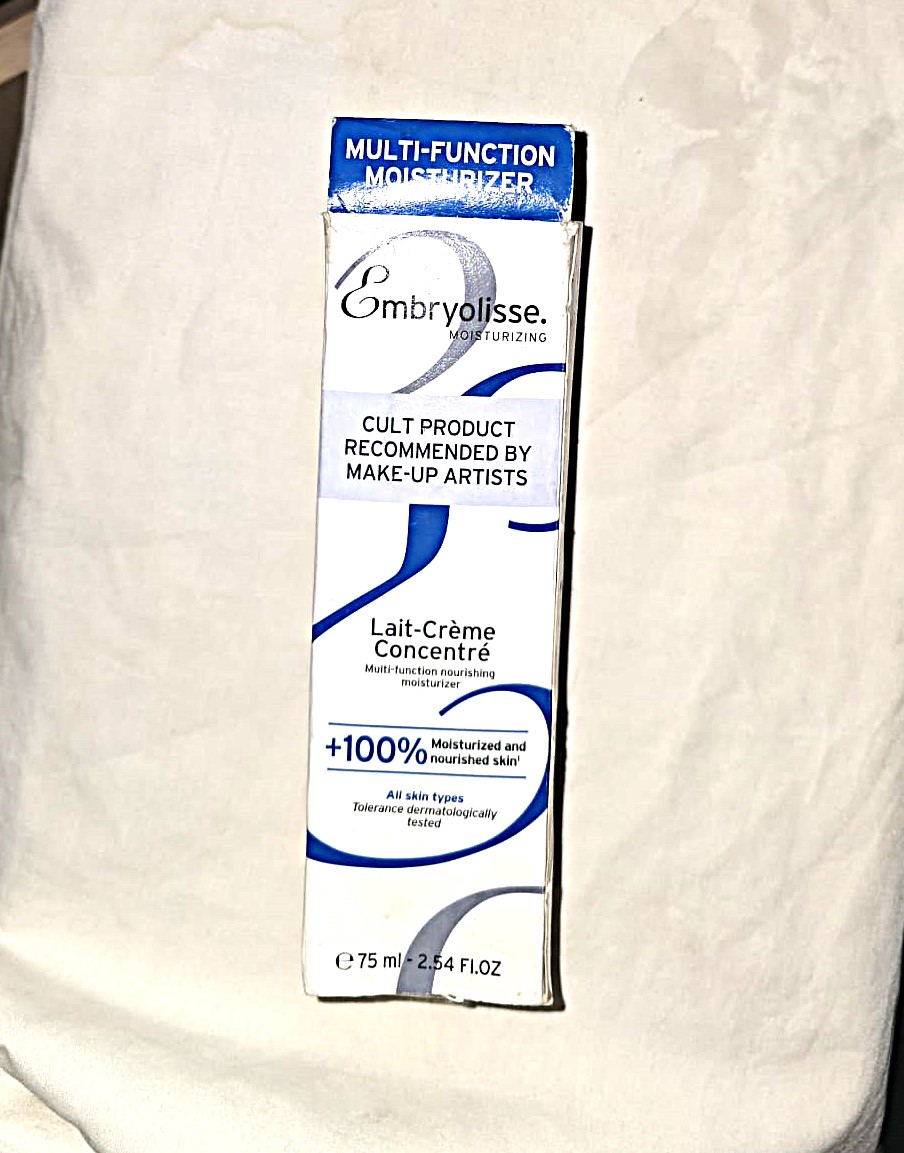 MULTI-FUNCTION
MOISTURIZER
Embryolisse.
MOISTURIZING
CULT PRODUCT
RECOMMENDED BY
MAKE-UP ARTISTS
Lait-Crème
Concentré
Multi-function nourishing
moisturizer
+100% Moisturized and
nourished skin¹
All skin types
Tolerance dermatologically
tested
℮ 75 ml - 2.54 Fl.OZ